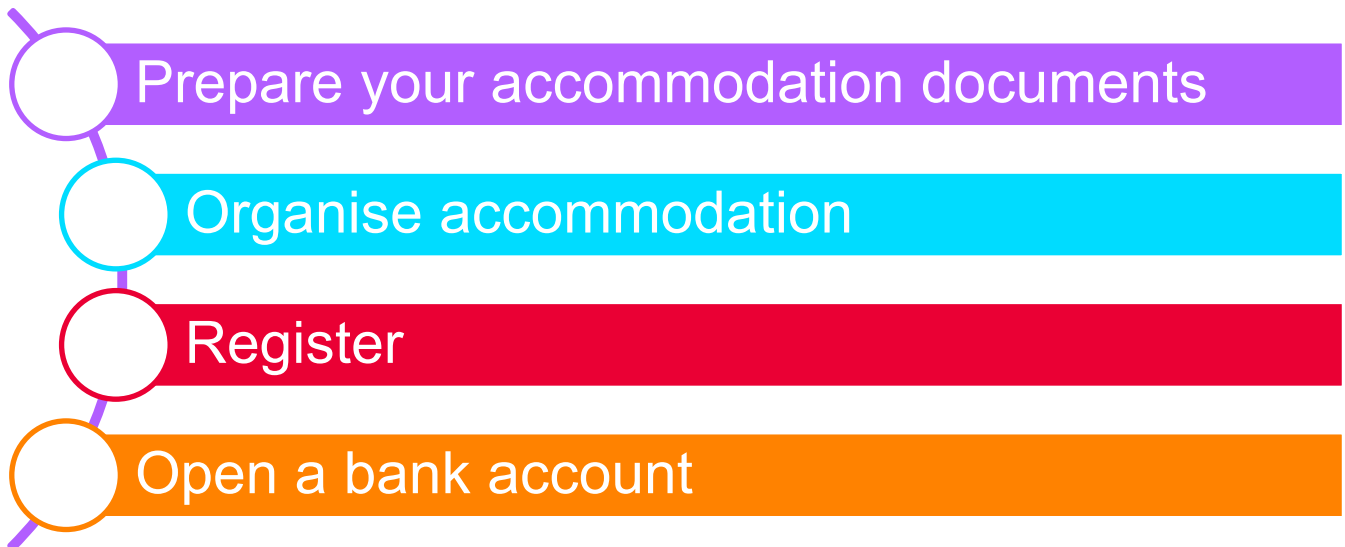 Prepare your accommodation documents
Organise accommodation
Register
Open a bank account